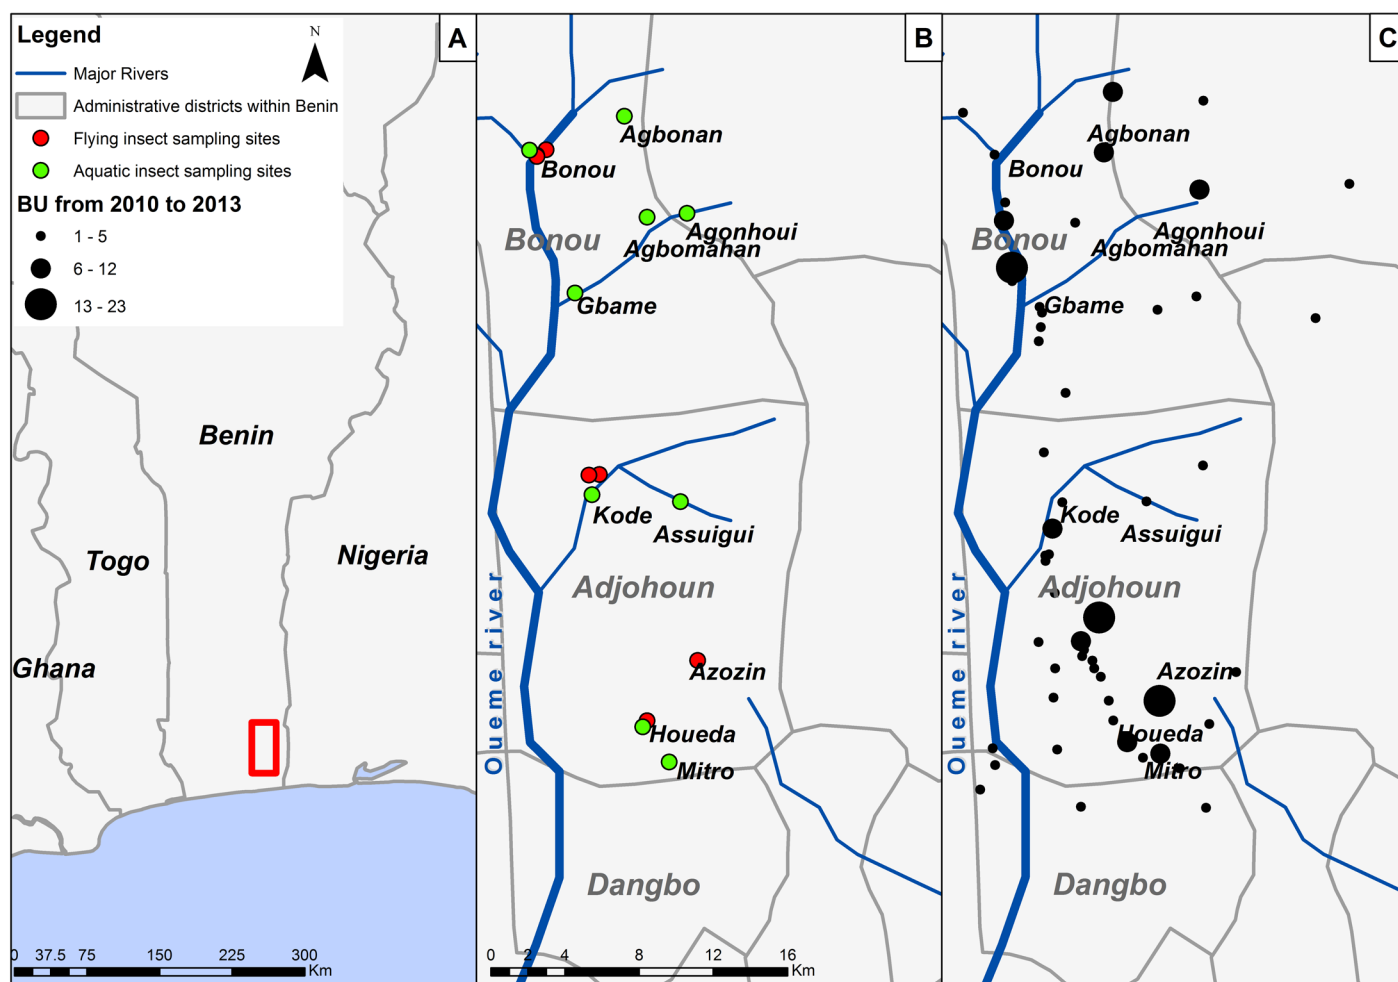 Legend
N
Major Rivers
Administrative districts within Benin
Flying insect sampling sites
Aquatic insect sampling sites
BU from 2010 to 2013
1 - 5
6 - 12
13 - 23
A
Benin
Togo
Nigeria
Ghana
0 37.5 75 150 225 300
Km
B
Agbonan
Bonou
Agonhoui
Bonou
Agbomahan
Gbame
Kode
Assuigui
Adjohoun
Azozin
Houeda
Mitro
Oueme river
Dangbo
0 2 4 8 12 16
Km
C
Agbonan
Bonou
Agonhoui
Bonou
Agbomahan
Gbame
Kode
Assuigui
Adjohoun
Azozin
Houeda
Mitro
Oueme river
Dangbo